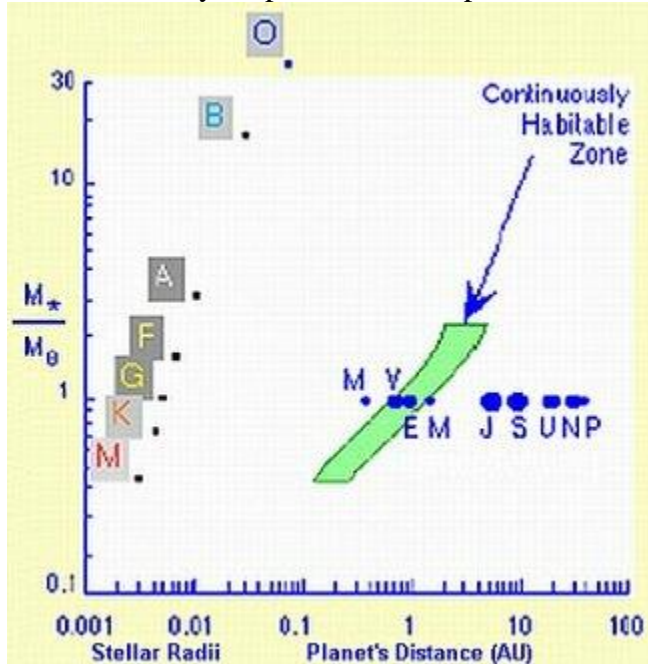 O
30
Continuously
Habitable
Zone
B
10
A
M*
M⊙
F
M V
G
1
E M J S U N P
K
M
0.1
0.001 0.01 0.1 1 10 100
Stellar Radii Planet's Distance (AU)